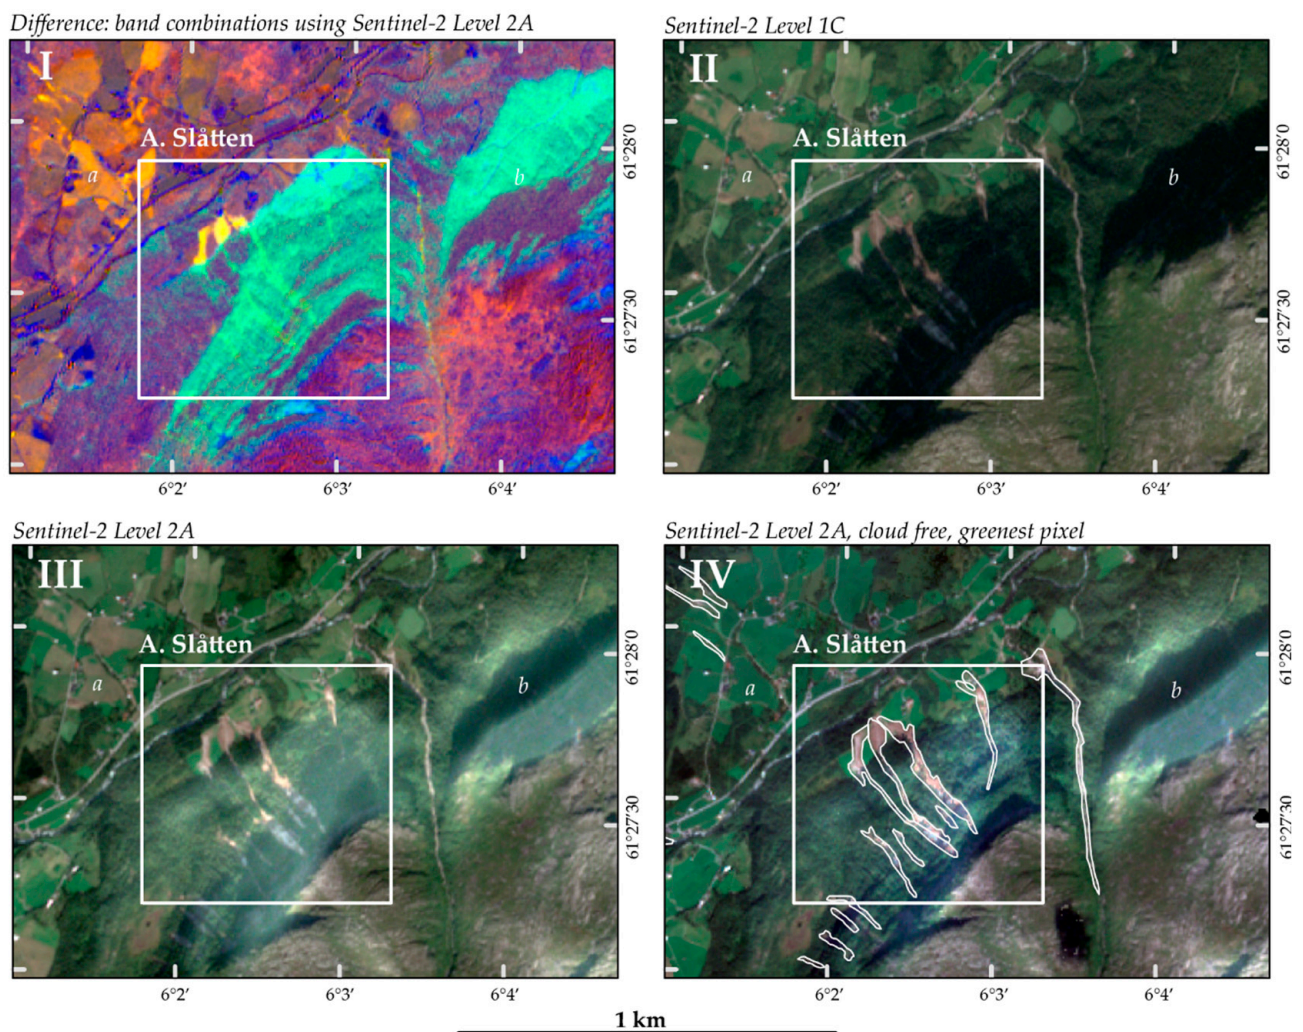 Difference: band combinations using Sentinel-2 Level 2A
Sentinel-2 Level 1C
I
A. Slåtten
a
b
II
A. Slåtten
a
b
61°28'0
61°27'30
61°28'0
61°27'30
6°2'
6°3'
6°4'
6°2'
6°3'
6°4'
Sentinel-2 Level 2A
Sentinel-2 Level 2A, cloud free, greenest pixel
III
A. Slåtten
a
b
IV
A. Slåtten
a
b
61°28'0
61°27'30
61°28'0
61°27'30
6°2'
6°3'
6°4'
6°2'
6°3'
6°4'
1 km